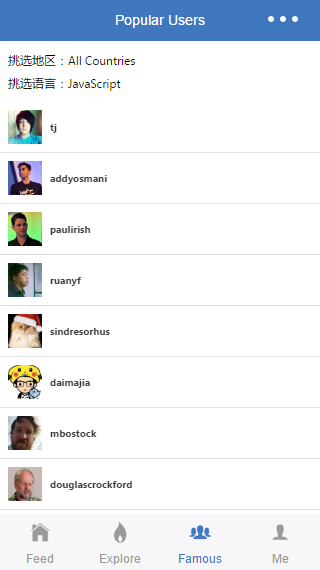 Popular Users
挑选地区：All Countries
挑选语言：JavaScript
tj
addyosmani
paulirish
ruanyf
sindresorhus
daimajia
mbostock
douglascrockford
Feed Explore Famous Me